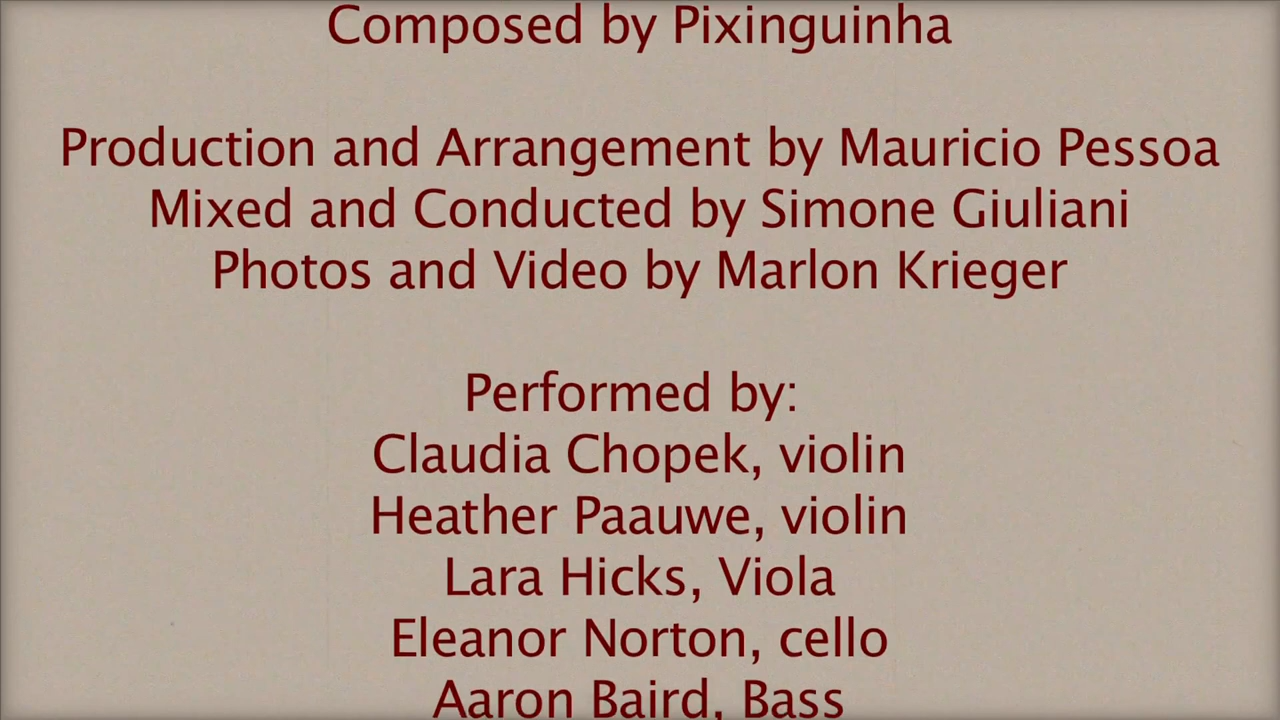 Composed by Pixinguinha
Production and Arrangement by Mauricio Pessoa
Mixed and Conducted by Simone Giuliani
Photos and Video by Marlon Krieger
Performed by:
Claudia Chopek, violin
Heather Paauwe, violin
Lara Hicks, Viola
Eleanor Norton, cello
Aaron Baird, Bass